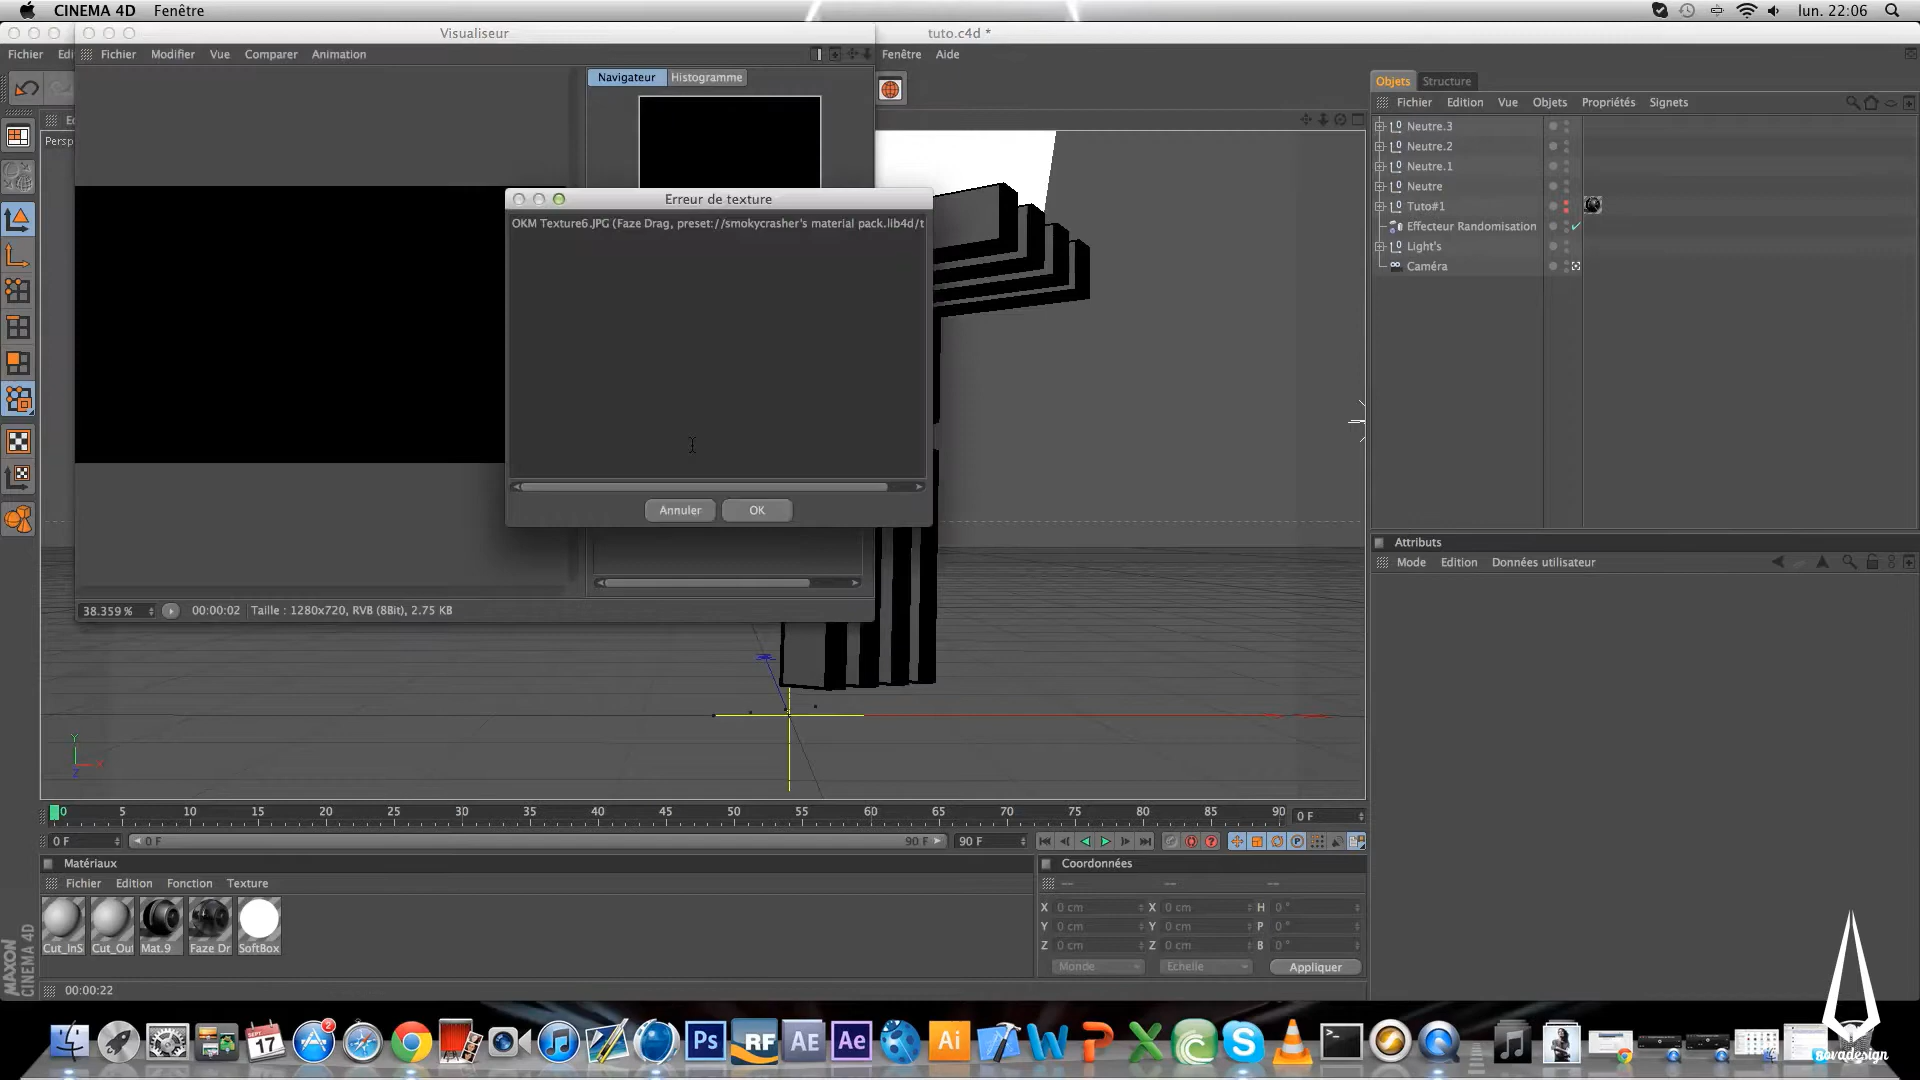 CINEMA 4D Fenêtre lun. 22:06
Visualiseur tuto.c4d *
Fichier Edi Fichier Modifier Vue Comparer Animation Fenêtre Aide
Navigateur Histogramme
Objets Structure
Fichier Edition Vue Objets Propriétés Signets
Persp
Neutre.3
Neutre.2
Neutre.1
Neutre
Tuto#1
Effecteur Randomisation
Light's
Caméra
Erreur de texture
OKM Texture6.JPG (Faze Drag, preset://smokycrasher's material pack.lib4d/t
Annuler OK
Attributs
Mode Edition Données utilisateur
38.359 % 00:00:02 Taille : 1280x720, RVB (8Bit), 2.75 KB
Y
X
Z
0 5 10 15 20 25 30 35 40 45 50 55 60 65 70 75 80 85 90 0 F
0 F 0 F 90 F 90 F
Matériaux
Coordonnées
Fichier Edition Fonction Texture
-- -- --
X 0 cm X 0 cm H 0 °
Y 0 cm Y 0 cm P 0 °
Z 0 cm Z 0 cm B 0 °
Monde Echelle Appliquer
Cut_InS Cut_Out Mat.9 Faze Dr SoftBox
MAXON
CINEMA 4D
00:00:22
SEPT.
17
2
Ps RF AE Ae Ai W P X S
Bovadesign